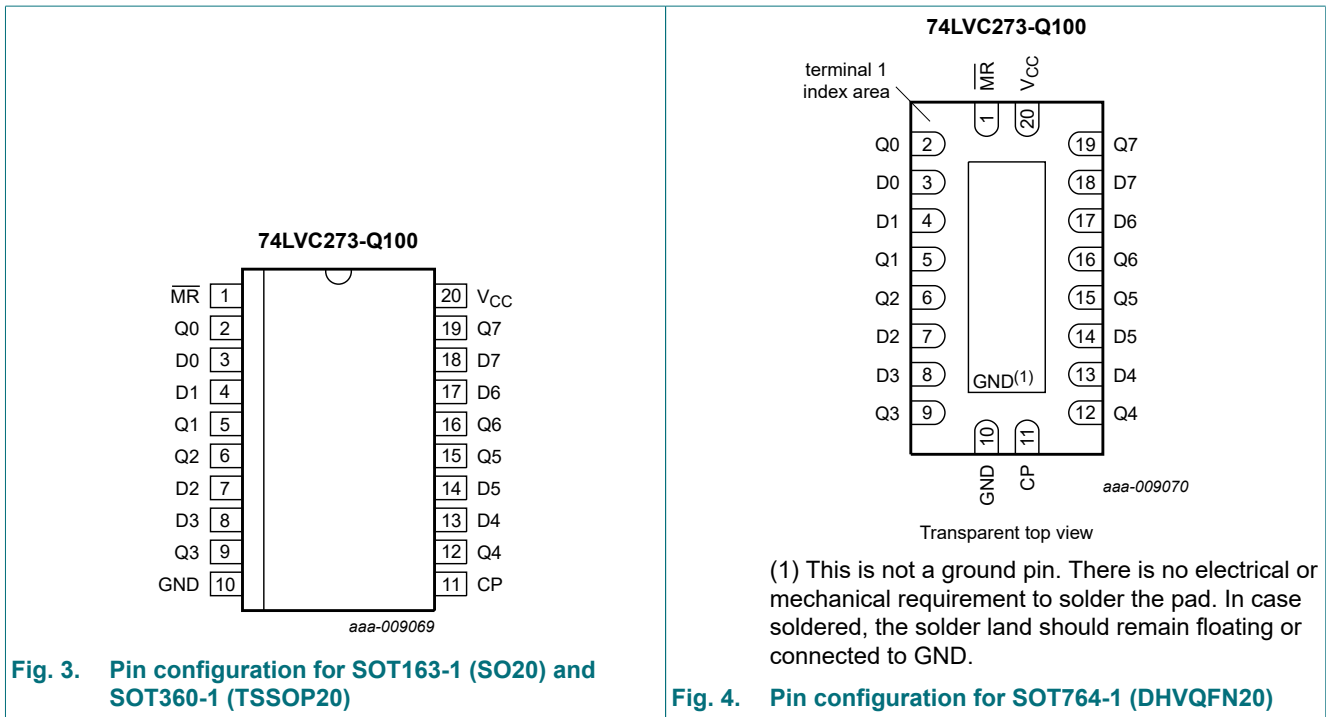 74LVC273-Q100
MR 1
20 VCC
Q0 2
19 Q7
D0 3
18 D7
D1 4
17 D6
Q1 5
16 Q6
Q2 6
15 Q5
D2 7
14 D5
D3 8
13 D4
Q3 9
12 Q4
GND 10
11 CP
aaa-009069
Fig. 3. Pin configuration for SOT163-1 (SO20) and
SOT360-1 (TSSOP20)
74LVC273-Q100
terminal 1
index area
MR
VCC
1
20
Q0 2
19 Q7
D0 3
18 D7
D1 4
17 D6
Q1 5
16 Q6
Q2 6
15 Q5
D2 7
14 D5
D3 8
GND(1)
13 D4
Q3 9
12 Q4
10
11
GND
CP
aaa-009070
Transparent top view
(1) This is not a ground pin. There is no electrical or
mechanical requirement to solder the pad. In case
soldered, the solder land should remain floating or
connected to GND.
Fig. 4. Pin configuration for SOT764-1 (DHVQFN20)